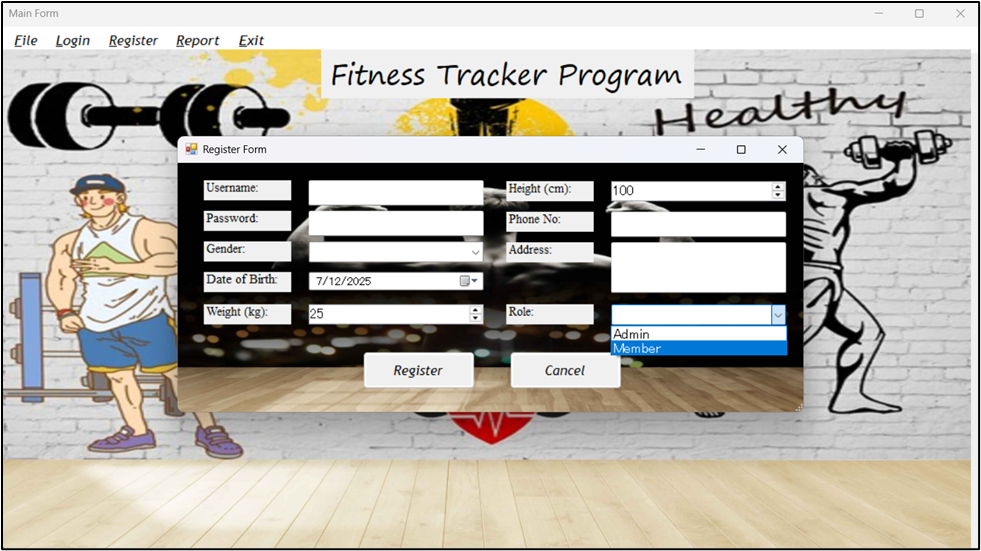 Main Form
File Login Register Report Exit
Fitness Tracker Program
Healthy
Register Form
Username:
Height (cm):
100
Password:
Phone No:
Gender:
Address:
Date of Birth:
7/12/2025
Weight (kg):
25
Role:
Admin
Member
Register
Cancel